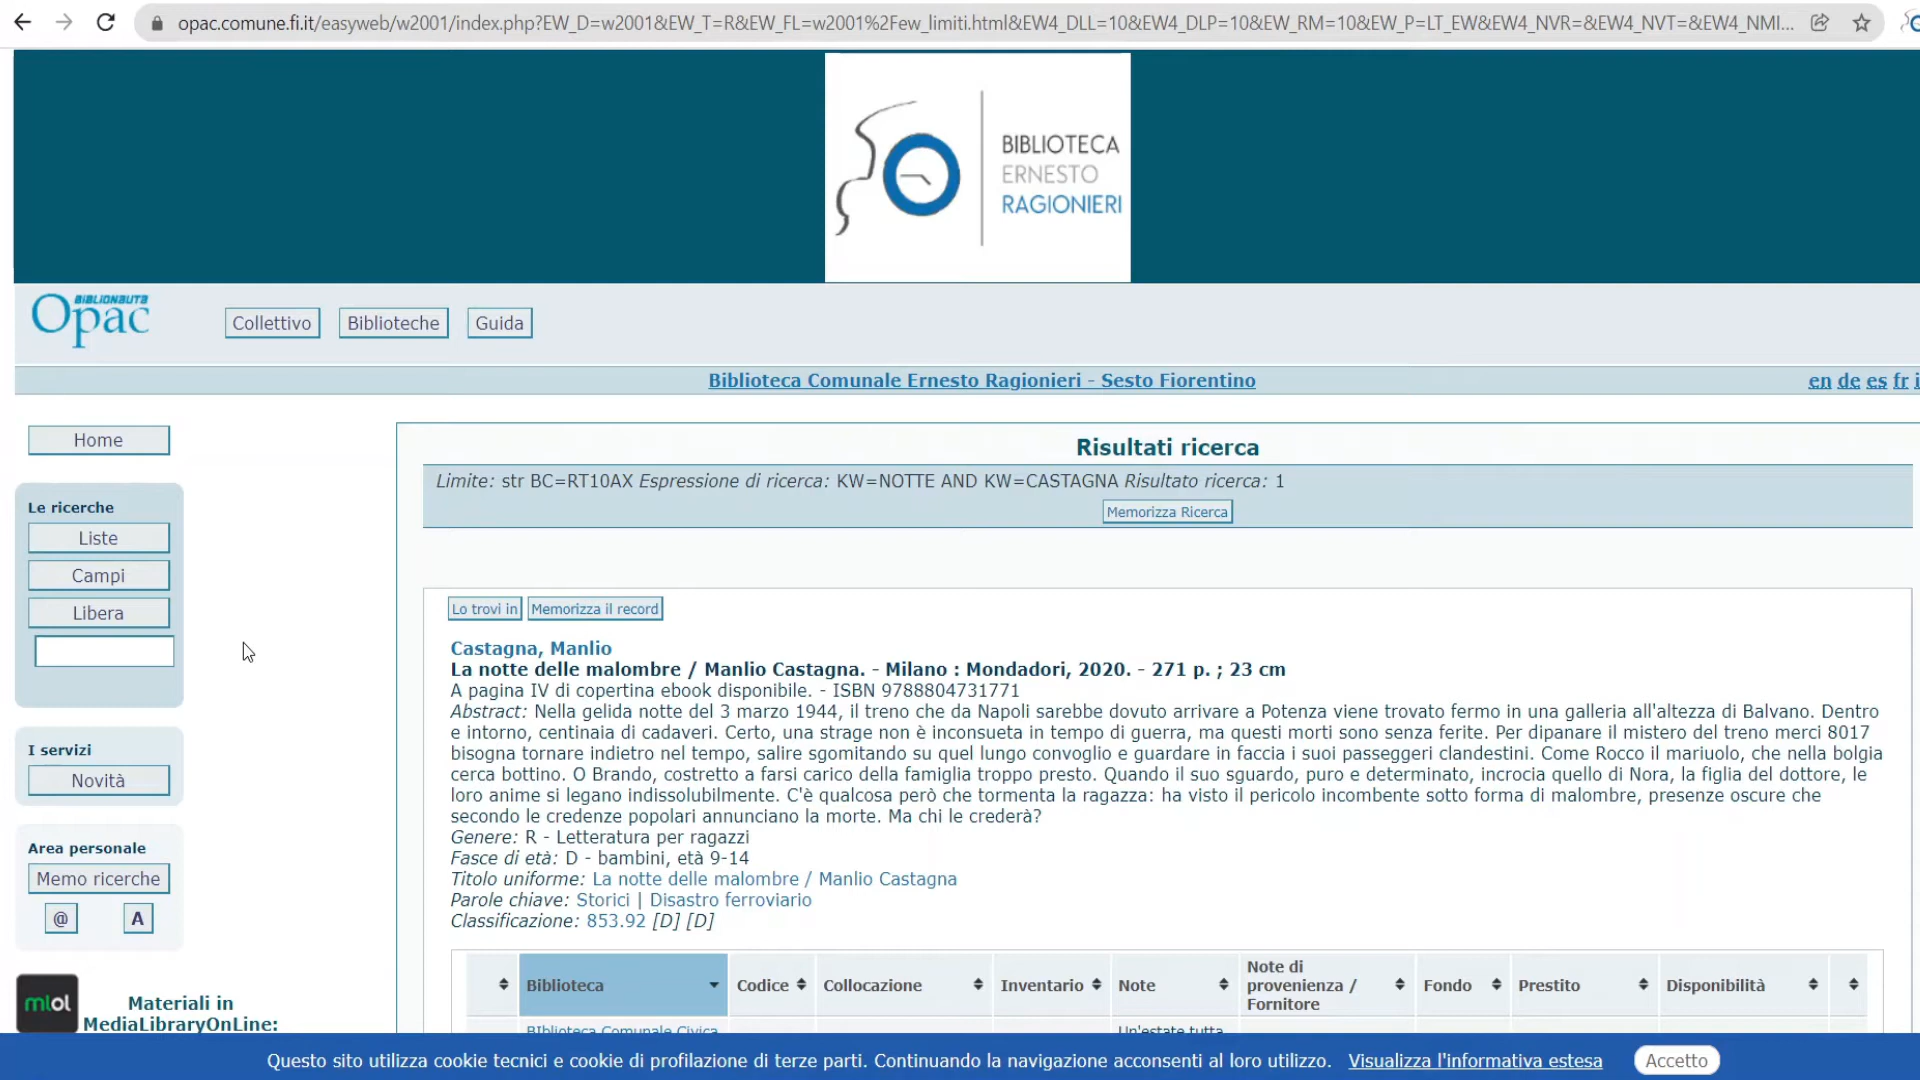 opac.comune.fi.it/easyweb/w2001/index.php?EW_D=w2001&EW_T=R&EW_FL=w2001%2Few_limiti.html&EW4_DLL=10&EW4_DLP=10&EW_RM=10&EW_P=LT_EW&EW4_NVR=&EW4_NVT=&EW4_NMI...
BIBLIOTECA
ERNESTO
RAGIONIERI
BIBLIONAUTA
Opac
Collettivo Biblioteche Guida
Biblioteca Comunale Ernesto Ragionieri - Sesto Fiorentino
en de es fr i
Home
Le ricerche
Liste
Campi
Libera
I servizi
Novità
Area personale
Memo ricerche
@ A
mlol
Materiali in
MediaLibraryOnLine:
Risultati ricerca
Limite: str BC=RT10AX Espressione di ricerca: KW=NOTTE AND KW=CASTAGNA Risultato ricerca: 1
Memorizza Ricerca
Lo trovi in Memorizza il record
Castagna, Manlio
La notte delle malombre / Manlio Castagna. - Milano : Mondadori, 2020. - 271 p. ; 23 cm
A pagina IV di copertina ebook disponibile. - ISBN 9788804731771
Abstract: Nella gelida notte del 3 marzo 1944, il treno che da Napoli sarebbe dovuto arrivare a Potenza viene trovato fermo in una galleria all'altezza di Balvano. Dentro
e intorno, centinaia di cadaveri. Certo, una strage non è inconsueta in tempo di guerra, ma questi morti sono senza ferite. Per dipanare il mistero del treno merci 8017
bisogna tornare indietro nel tempo, salire sgomitando su quel lungo convoglio e guardare in faccia i suoi passeggeri clandestini. Come Rocco il mariuolo, che nella bolgia
cerca bottino. O Brando, costretto a farsi carico della famiglia troppo presto. Quando il suo sguardo, puro e determinato, incrocia quello di Nora, la figlia del dottore, le
loro anime si legano indissolubilmente. C'è qualcosa però che tormenta la ragazza: ha visto il pericolo incombente sotto forma di malombre, presenze oscure che
secondo le credenze popolari annunciano la morte. Ma chi le crederà?
Genere: R - Letteratura per ragazzi
Fasce di età: D - bambini, età 9-14
Titolo uniforme: La notte delle malombre / Manlio Castagna
Parole chiave: Storici | Disastro ferroviario
Classificazione: 853.92 [D] [D]
Biblioteca Codice Collocazione Inventario Note Note di provenienza / Fornitore Fondo Prestito Disponibilità
BIblioteca Comunale Civica Un'estate tutta
Questo sito utilizza cookie tecnici e cookie di profilazione di terze parti. Continuando la navigazione acconsenti al loro utilizzo. Visualizza l'informativa estesa Accetto